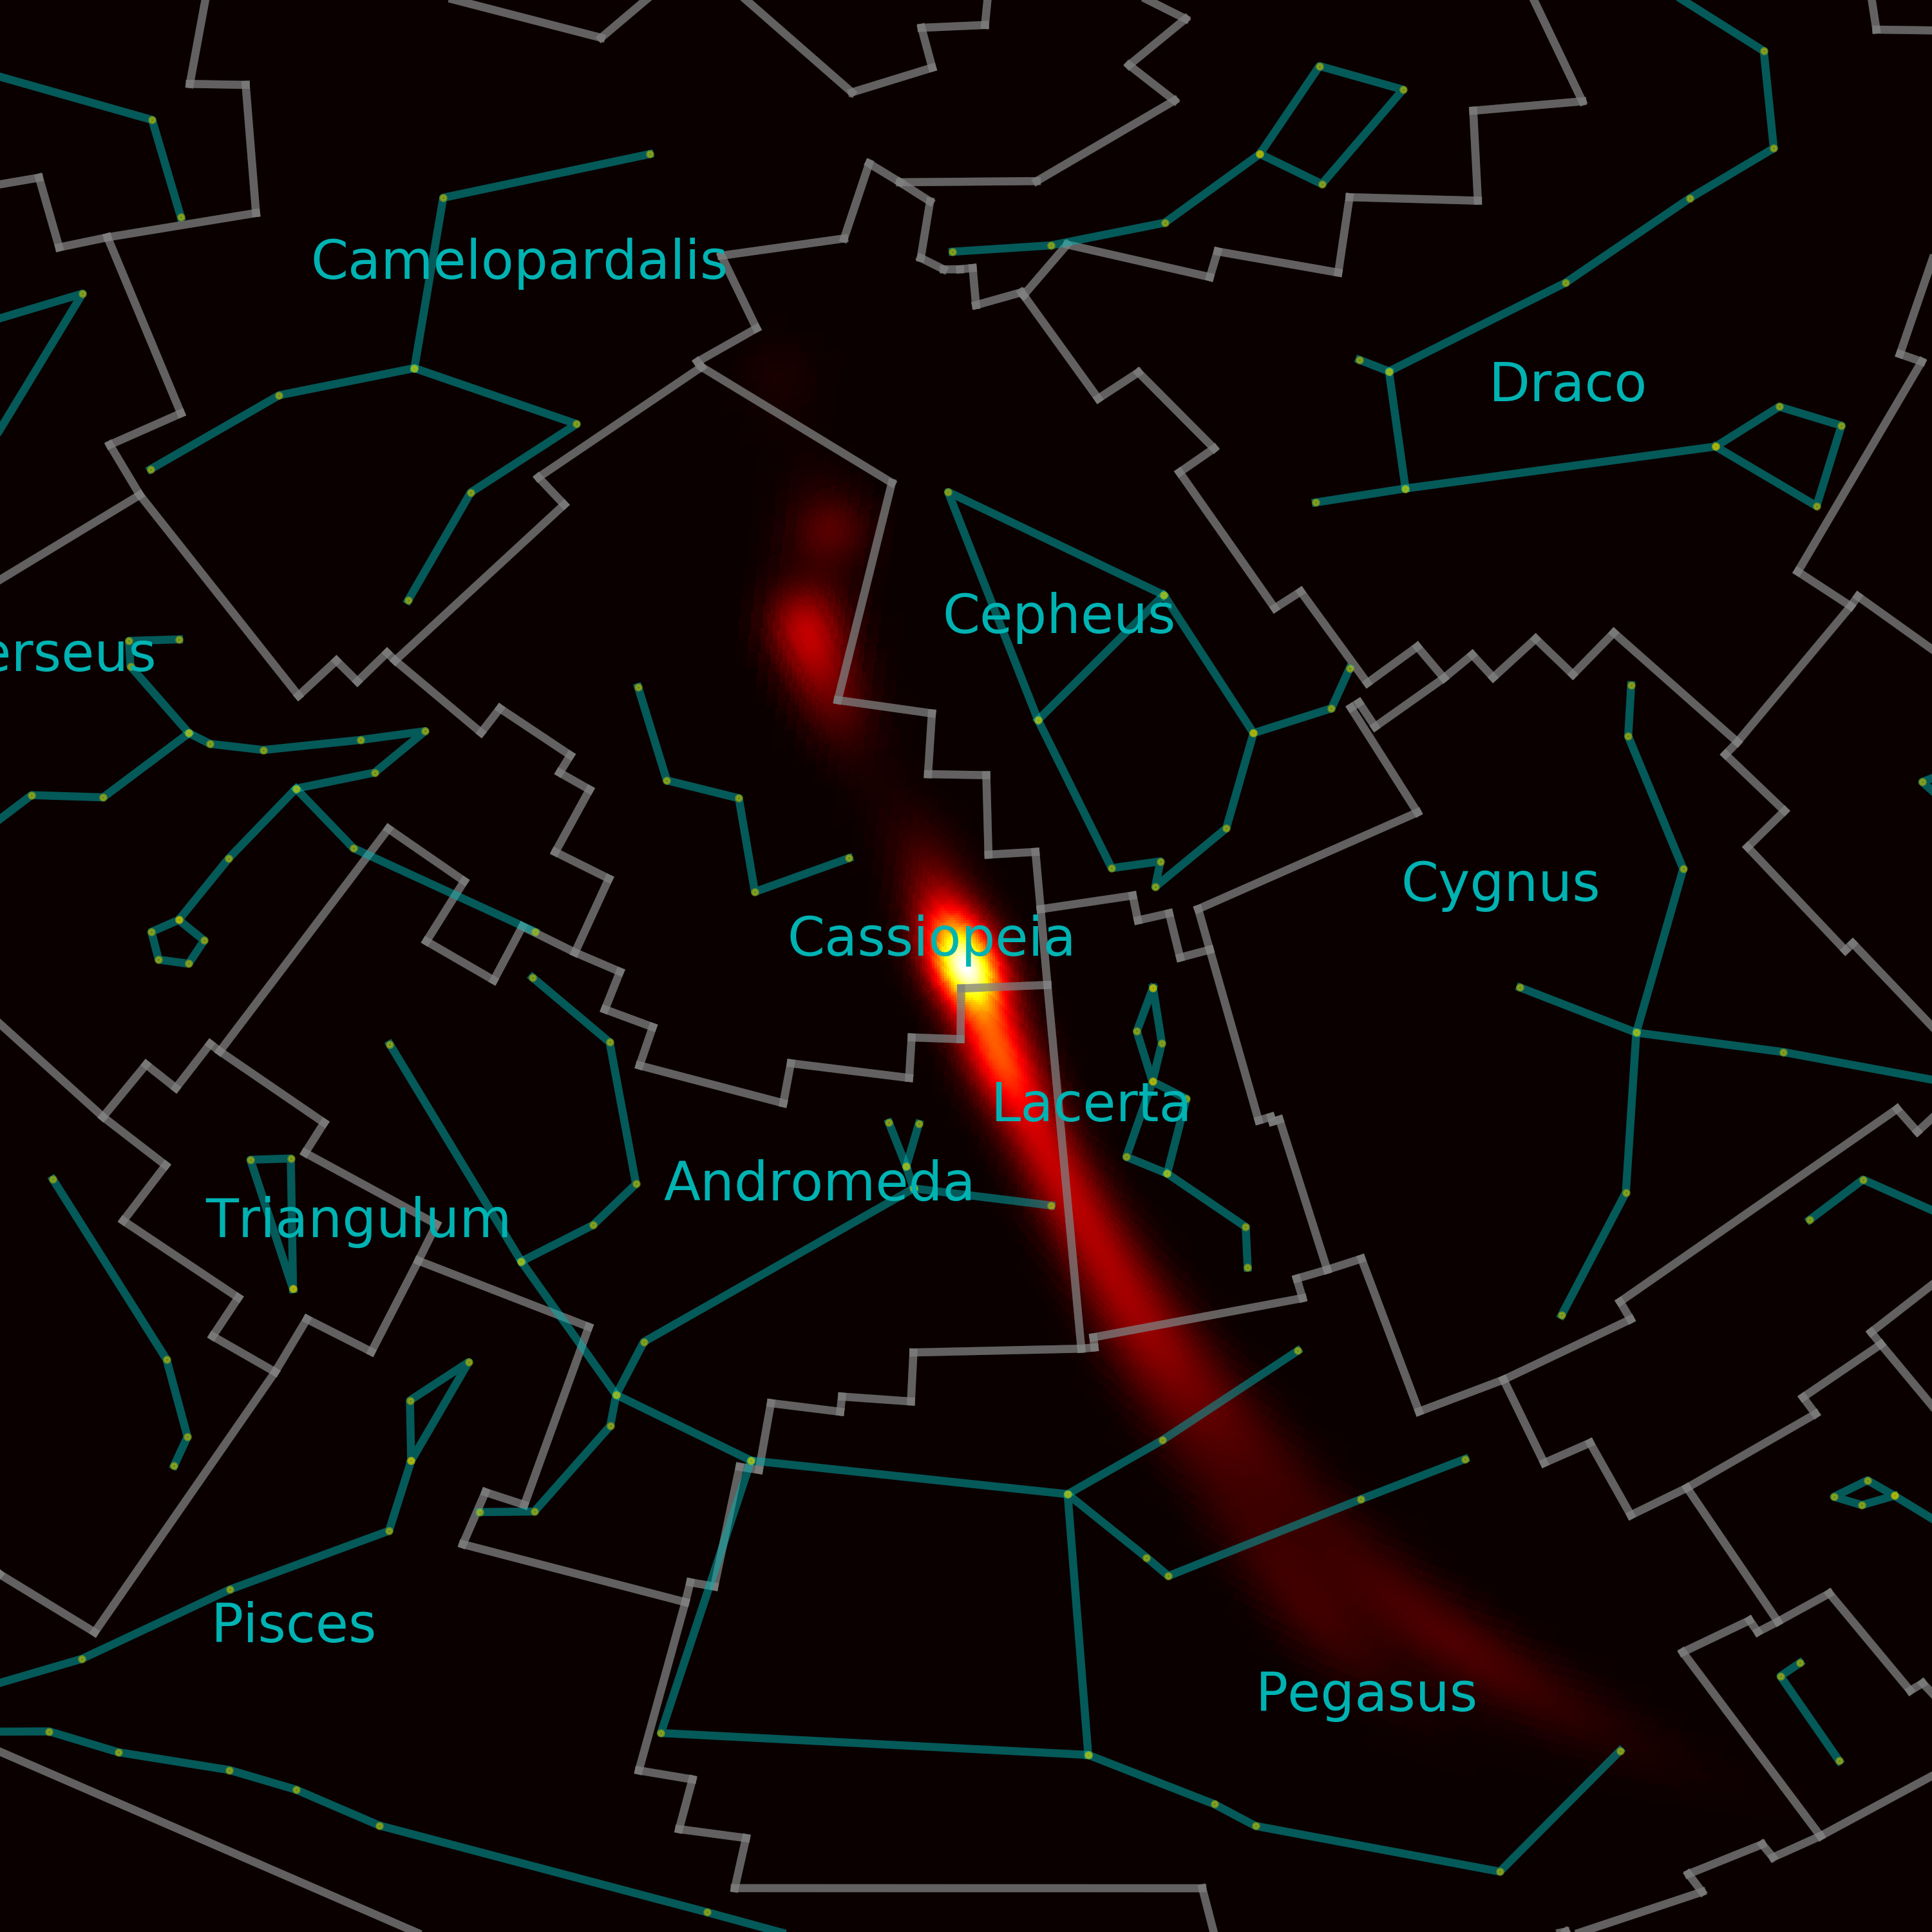 Camelopardalis
Draco
Cepheus
erseus
Cygnus
Cassiopeia
Lacerta
Andromeda
Triangulum
Pisces
Pegasus